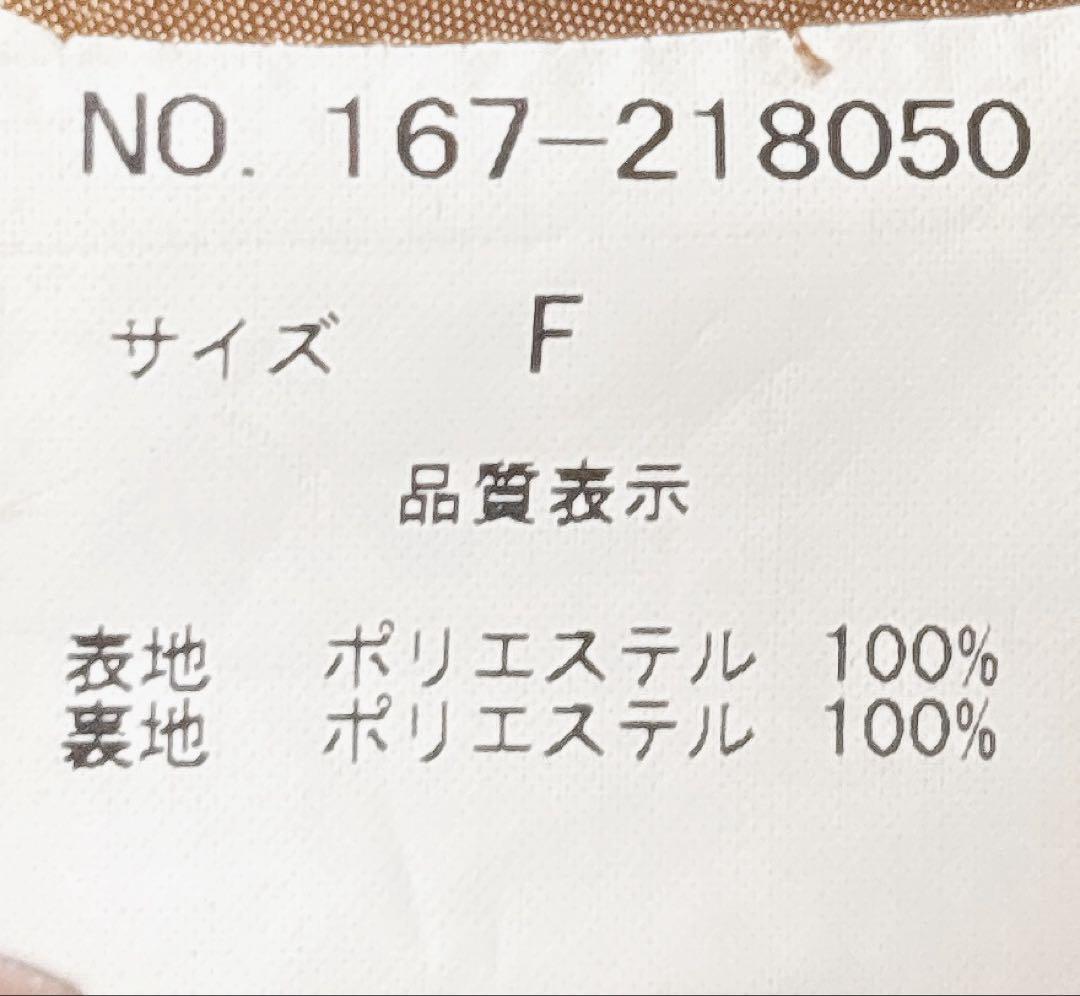 NO. 167-218050
サイズ F
品質表示
表地 ポリエステル 100%
裏地 ポリエステル 100%